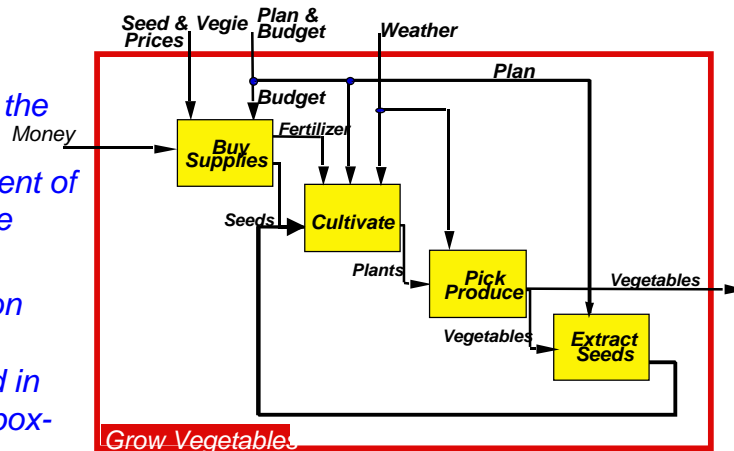 Seed & Vegie
Prices
Plan &
Budget
Weather
Plan
the
Money
Budget
Fertilizer
Buy
Supplies
ent of
e
Seeds
Cultivate
Plants
Pick
Produce
Vegetables
on
Vegetables
Extract
Seeds
d in
box-
Grow Vegetables